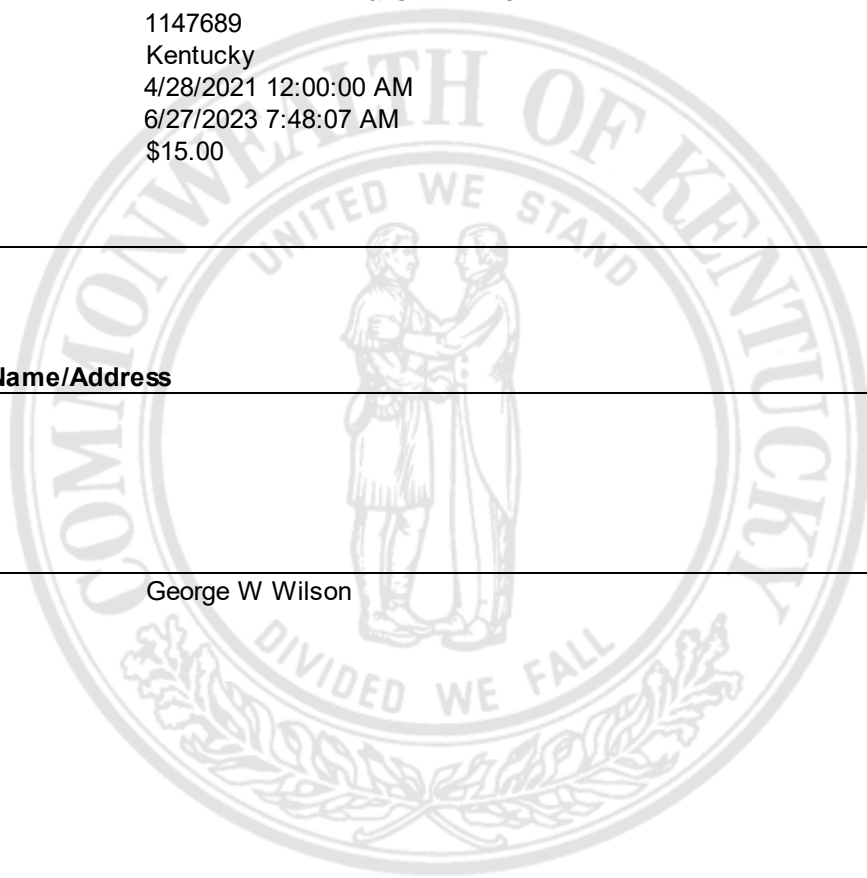 1147689
Kentucky
4/28/2021 12:00:00 AM
6/27/2023 7:48:07 AM
$15.00
COMMONWEALTH OF KENTUCKY
UNITED WE STAND
Name/Address
George W Wilson
DIVIDED WE FALL